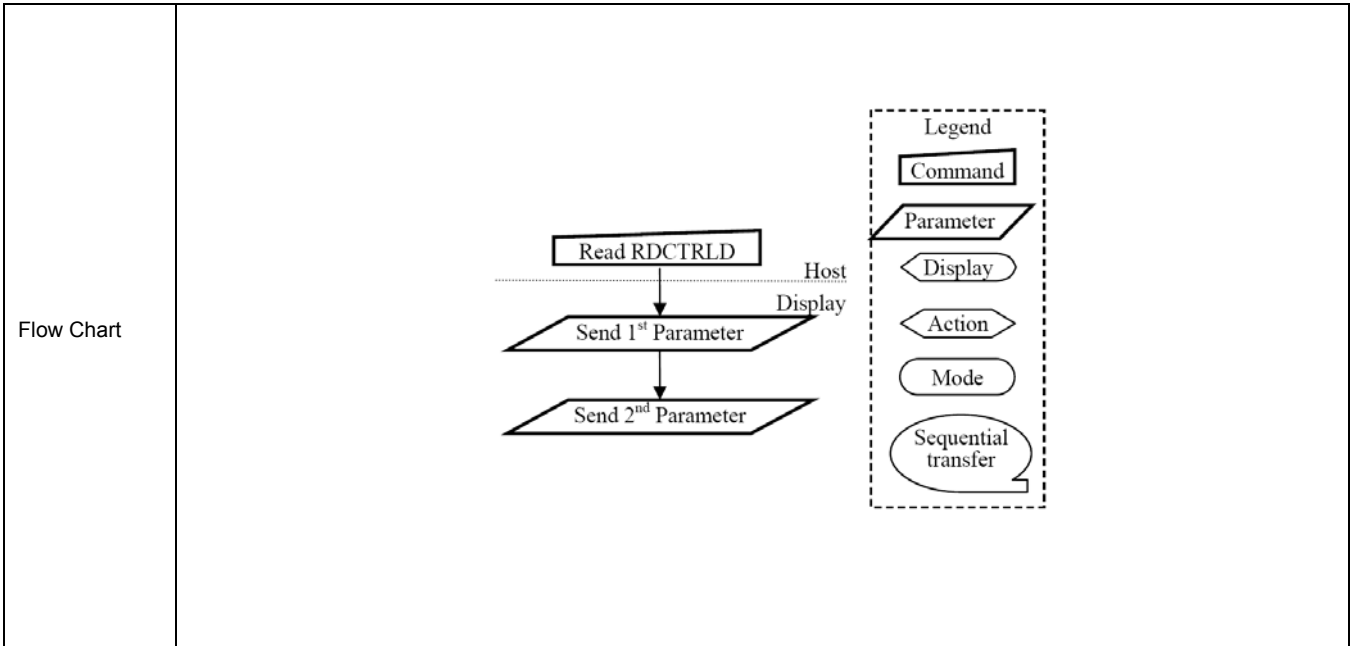 Flow Chart
Read RDCTRLD
Host
Display
Send 1st Parameter
Send 2nd Parameter
Legend
Command
Parameter
Display
Action
Mode
Sequential
transfer